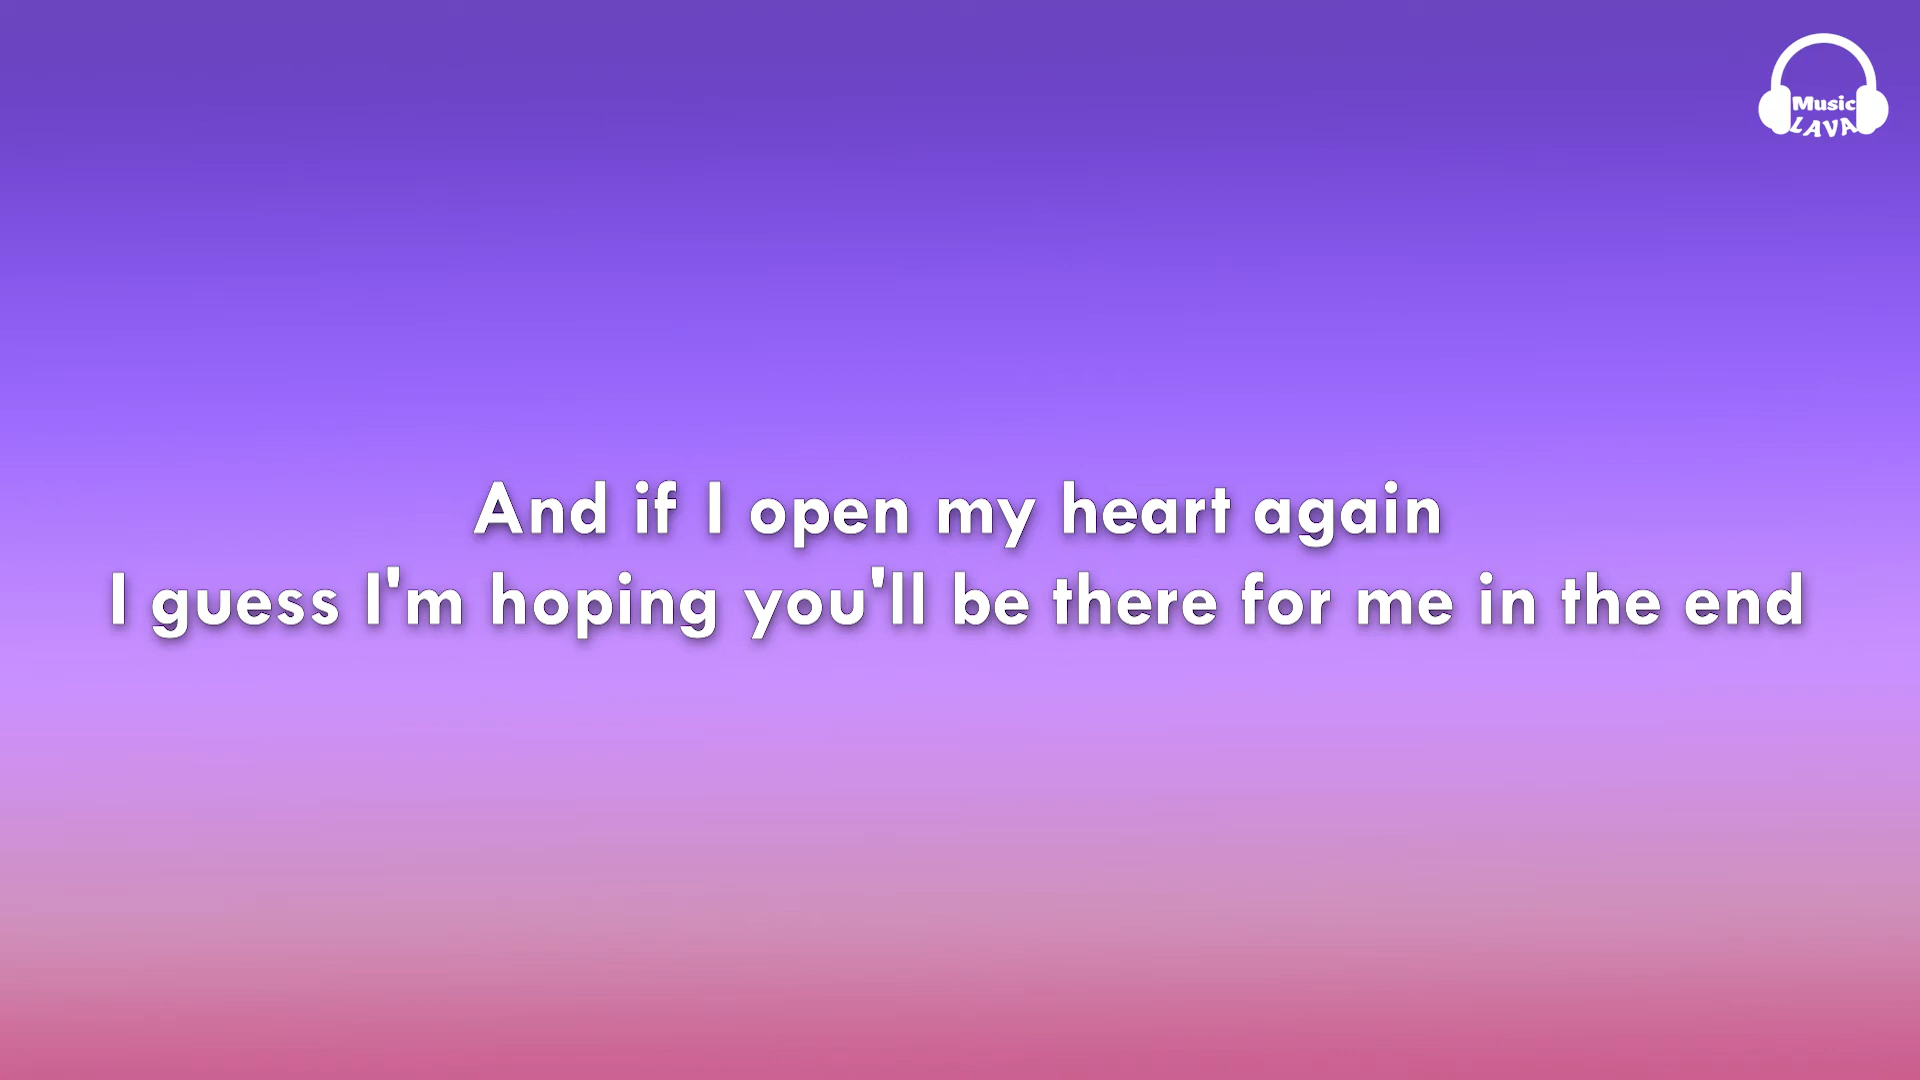 Music
LAVA
And if I open my heart again
I guess I'm hoping you'll be there for me in the end